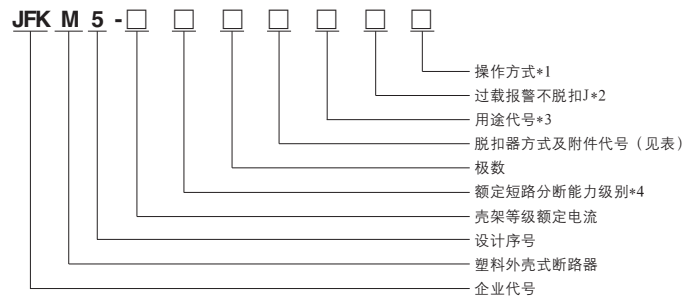 JFK M 5 -□ □ □ □ □ □ □
操作方式*1
过载报警不脱扣J*2
用途代号*3
脱扣器方式及附件代号（见表）
极数
额定短路分断能力级别*4
壳架等级额定电流
设计序号
塑料外壳式断路器
企业代号